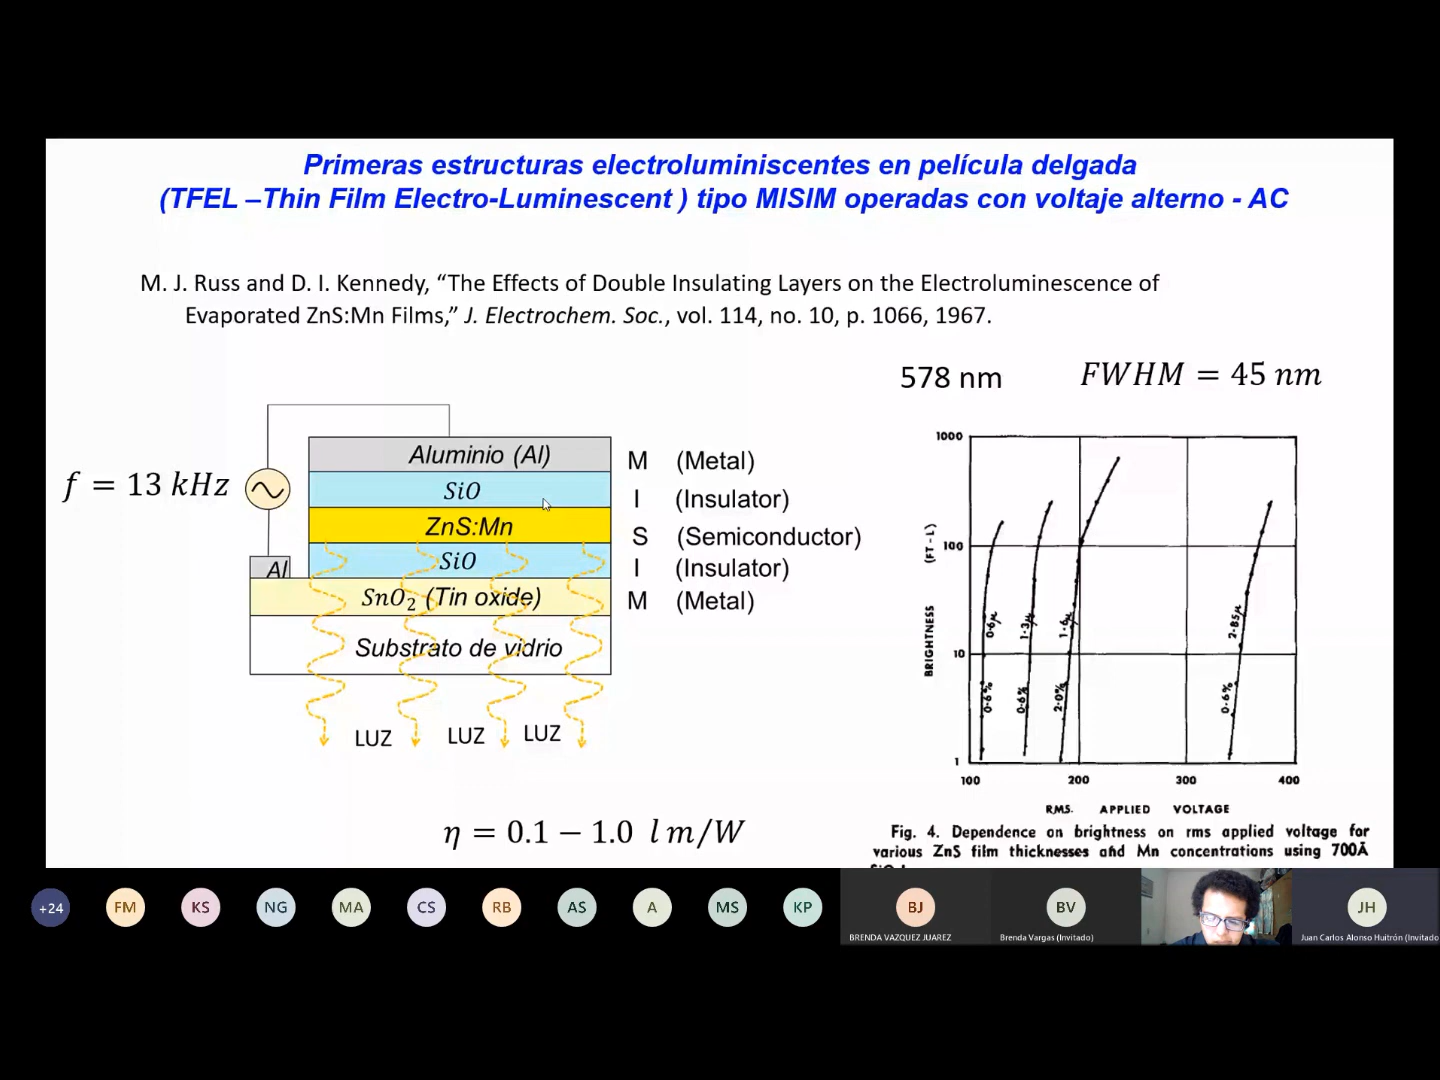 Primeras estructuras electroluminiscentes en película delgada
(TFEL –Thin Film Electro-Luminescent ) tipo MISIM operadas con voltaje alterno - AC
M. J. Russ and D. I. Kennedy, “The Effects of Double Insulating Layers on the Electroluminescence of
Evaporated ZnS:Mn Films,” J. Electrochem. Soc., vol. 114, no. 10, p. 1066, 1967.
578 nm
FWHM = 45 nm
f = 13 kHz
Aluminio (Al)
SiO
ZnS:Mn
SiO
Al
SnO₂ (Tin oxide)
Substrato de vidrio
LUZ
LUZ
LUZ
M (Metal)
I (Insulator)
S (Semiconductor)
I (Insulator)
M (Metal)
η = 0.1 − 1.0 lm/W
1000
100
10
1
BRIGHTNESS (FT - L)
0.6%
0.6μ
0.6%
1.3μ
2.0%
1.6μ
0.6%
2.85μ
100
200
300
400
RMS. APPLIED VOLTAGE
Fig. 4. Dependence on brightness on rms applied voltage for
various ZnS film thicknesses and Mn concentrations using 700Å
+24
FM
KS
NG
MA
CS
RB
AS
A
MS
KP
BJ
BV
JH
BRENDA VAZQUEZ JUAREZ
Brenda Vargas (Invitado)
Juan Carlos Alonso Huitrón (Invitado